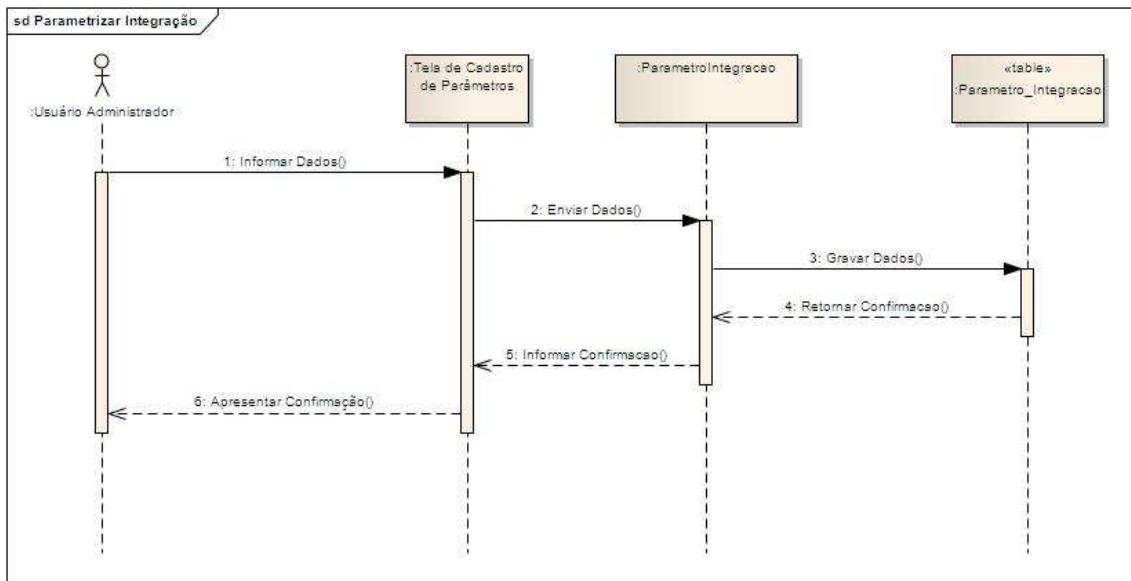 sd Parametrizar Integração
:Usuário Administrador
:Tela de Cadastro
de Parâmetros
:ParametroIntegracao
«table»
:Parametro_Integracao
1: Informar Dados()
2: Enviar Dados()
3: Gravar Dados()
4: Retornar Confirmacao()
5: Informar Confirmacao()
6: Apresentar Confirmação()